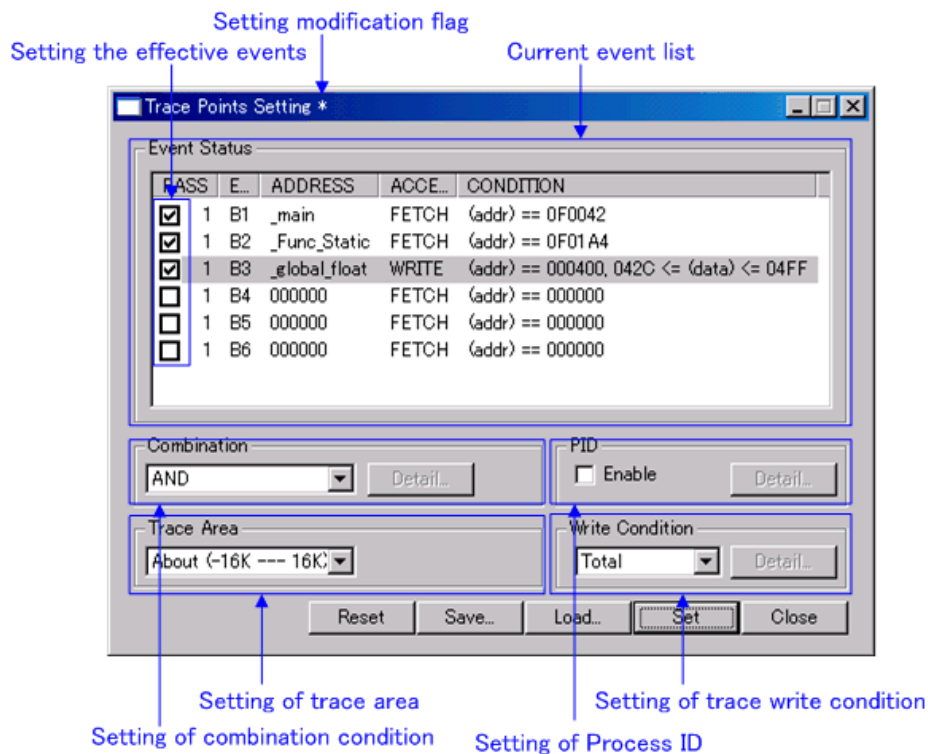 Setting modification flag
Setting the effective events
Current event list
Trace Points Setting *
Event Status
PASS E... ADDRESS ACCE... CONDITION
1 B1 _main FETCH (addr) == 0F0042
1 B2 _Func_Static FETCH (addr) == 0F01A4
1 B3 _global_float WRITE (addr) == 000400, 042C <= (data) <= 04FF
1 B4 000000 FETCH (addr) == 000000
1 B5 000000 FETCH (addr) == 000000
1 B6 000000 FETCH (addr) == 000000
Combination
AND Detail...
PID
Enable Detail...
Trace Area
About (-16K --- 16K)
Write Condition
Total Detail...
Reset Save... Load... Set Close
Setting of trace area
Setting of trace write condition
Setting of combination condition
Setting of Process ID